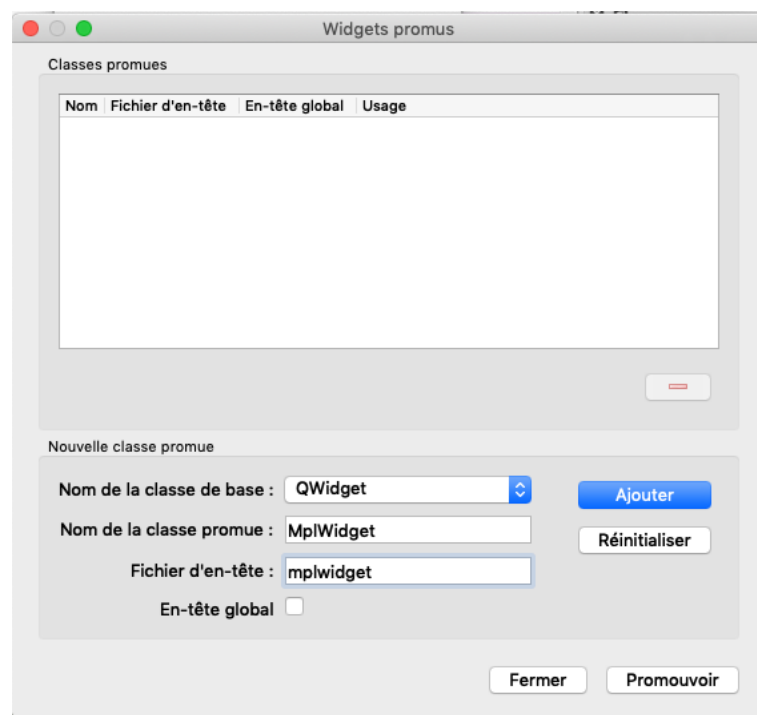 Widgets promus
Classes promues
Nom Fichier d'en-tête En-tête global Usage
Nouvelle classe promue
Nom de la classe de base : QWidget Ajouter
Nom de la classe promue : MplWidget Réinitialiser
Fichier d'en-tête : mplwidget
En-tête global
Fermer Promouvoir